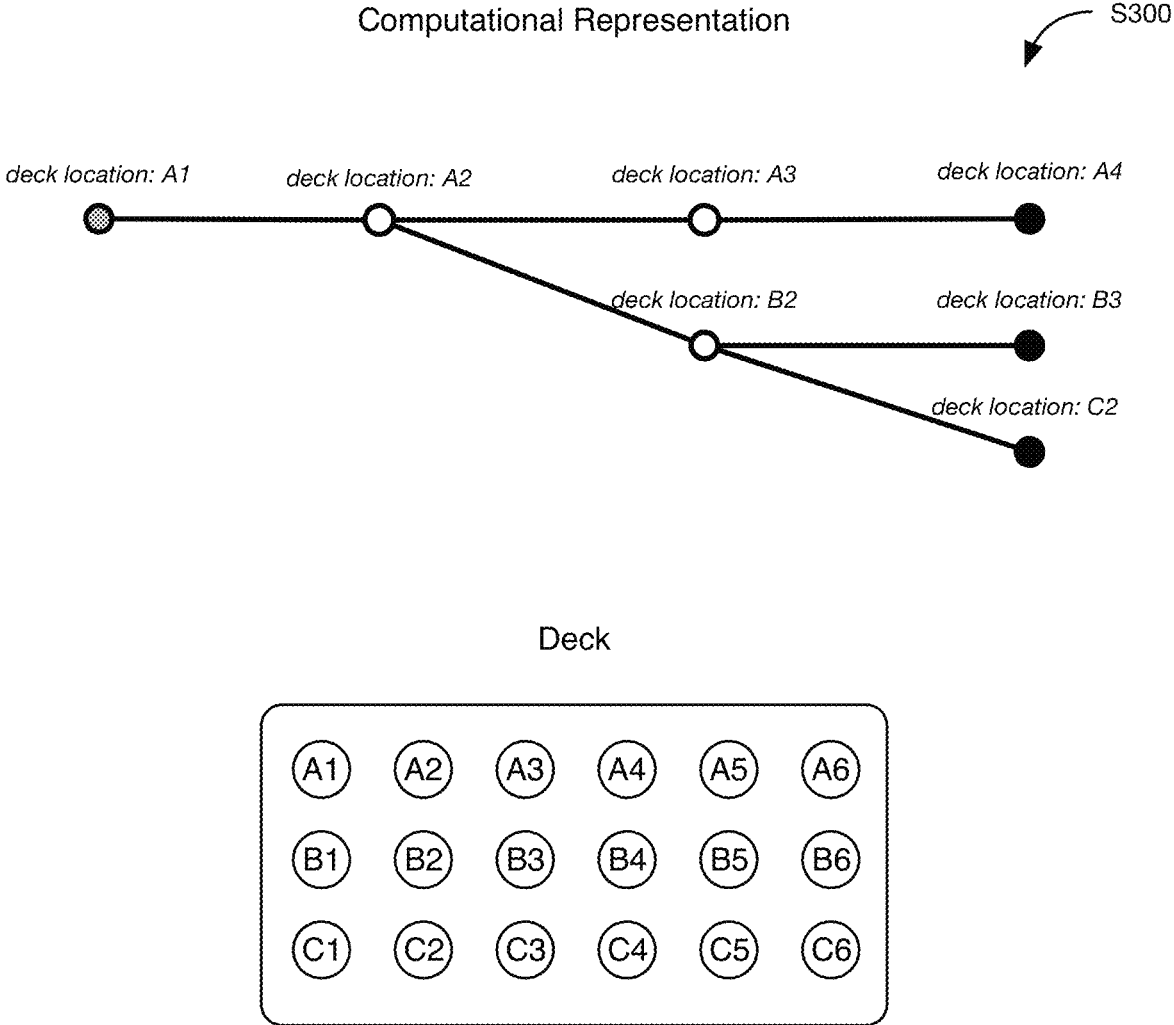 Computational Representation
S300
deck location: A1
deck location: A2
deck location: A3
deck location: A4
deck location: B2
deck location: B3
deck location: C2
Deck
A1 A2 A3 A4 A5 A6
B1 B2 B3 B4 B5 B6
C1 C2 C3 C4 C5 C6